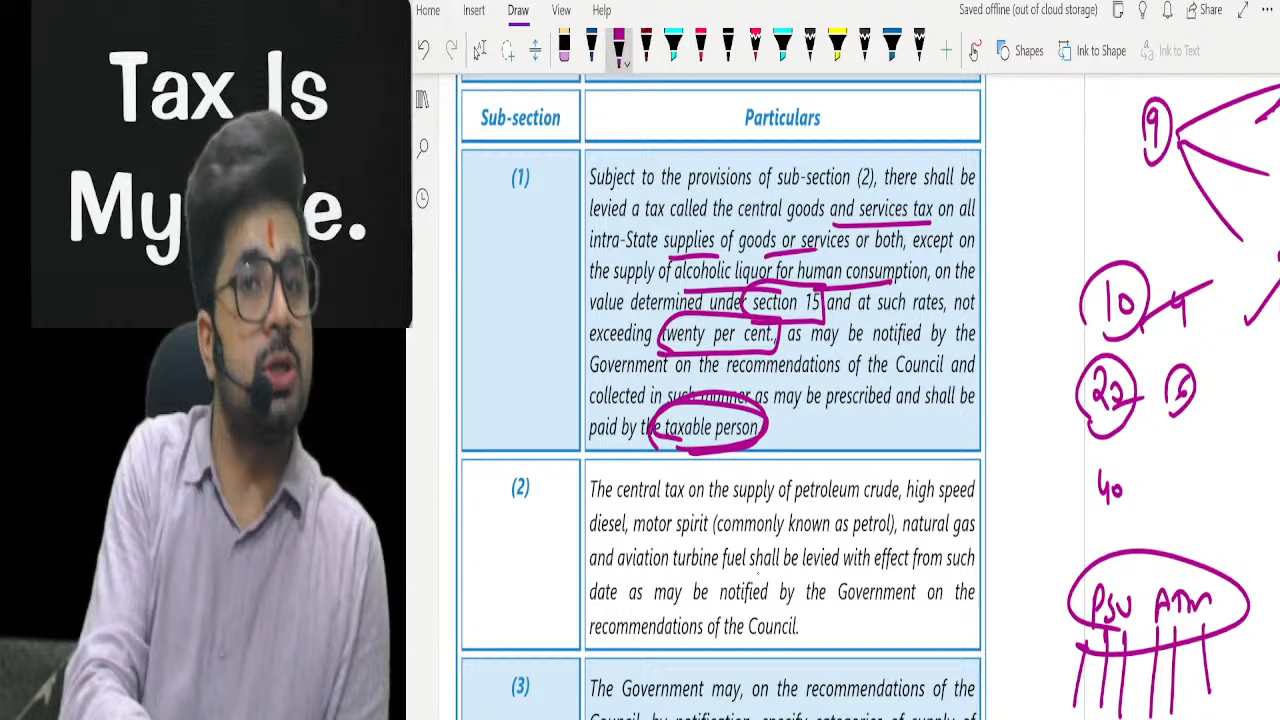 Tax Is
My
e.
Home Insert Draw View Help
Saved offline (out of cloud storage)
Share
Shapes
Ink to Shape
Ink to Text
Sub-section Particulars
(1)
Subject to the provisions of sub-section (2), there shall be
levied a tax called the central goods and services tax on all
intra-State supplies of goods or services or both, except on
the supply of alcoholic liquor for human consumption, on the
value determined under section 15 and at such rates, not
exceeding twenty per cent., as may be notified by the
Government on the recommendations of the Council and
collected in such manner as may be prescribed and shall be
paid by the taxable person
(2)
The central tax on the supply of petroleum crude, high speed
diesel, motor spirit (commonly known as petrol), natural gas
and aviation turbine fuel shall be levied with effect from such
date as may be notified by the Government on the
recommendations of the Council.
(3)
The Government may, on the recommendations of the
Council, by notification, specify categories of supply of
9
10
22
40